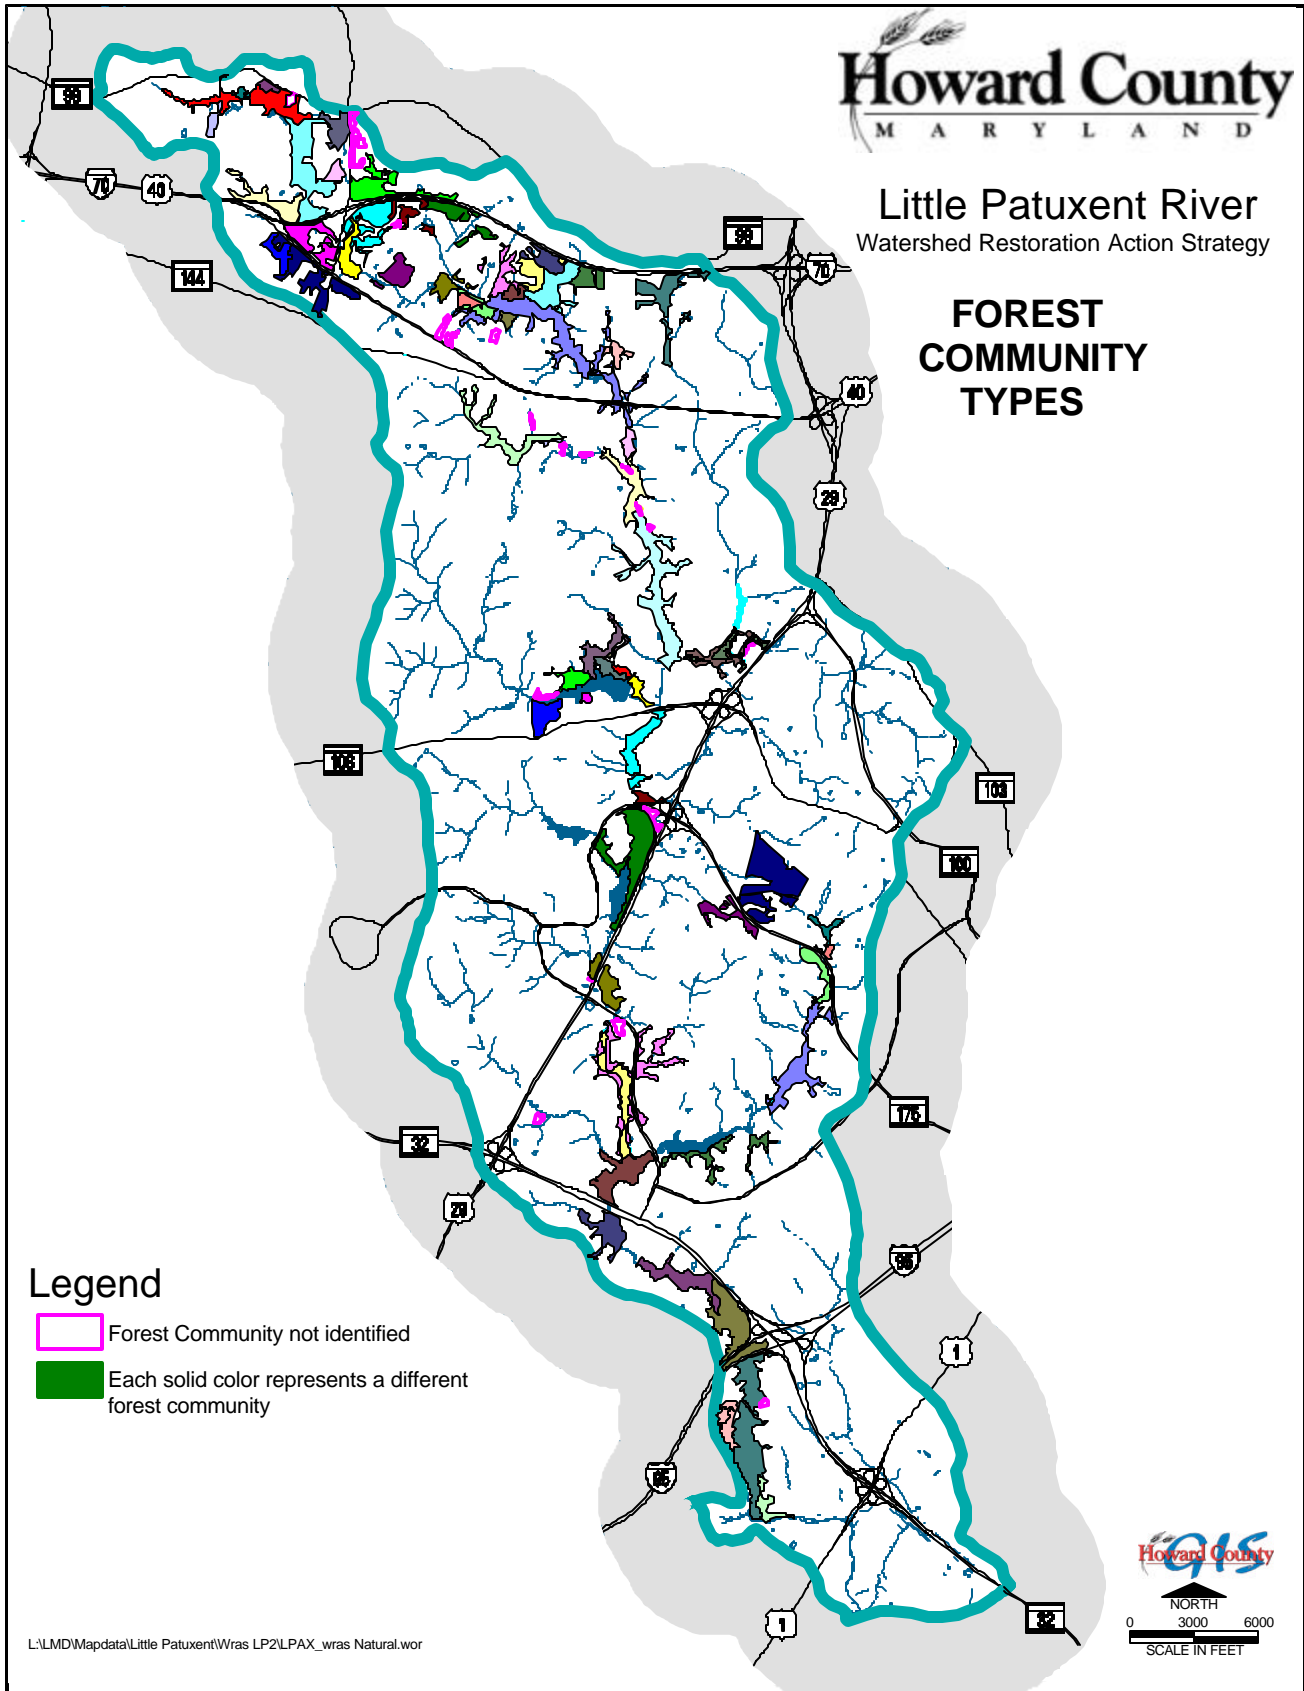 Howard County
MARYLAND
Little Patuxent River
Watershed Restoration Action Strategy
FOREST
COMMUNITY
TYPES
99
70
40
144
99
70
40
29
108
103
100
175
32
29
95
1
95
1
32
Legend
Forest Community not identified
Each solid color represents a different
forest community
Howard County
GIS
NORTH
0 3000 6000
SCALE IN FEET
L:\LMD\Mapdata\Little Patuxent\Wras LP2\LPAX_wras Natural.wor